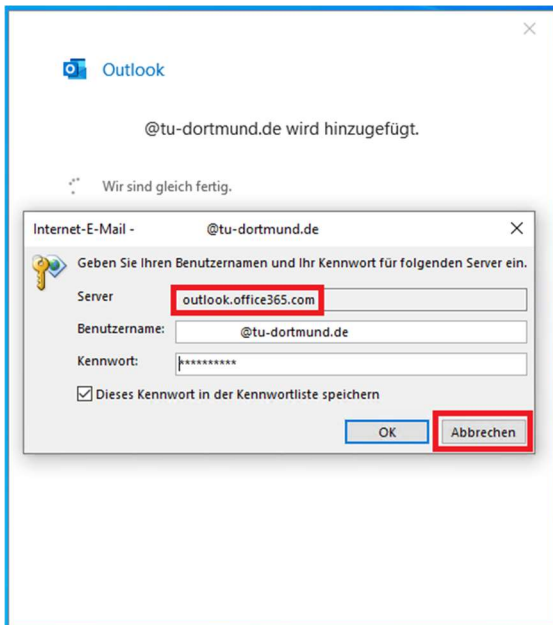 Outlook
@tu-dortmund.de wird hinzugefügt.
Wir sind gleich fertig.
Internet-E-Mail - @tu-dortmund.de
Geben Sie Ihren Benutzernamen und Ihr Kennwort für folgenden Server ein.
Server outlook.office365.com
Benutzername: @tu-dortmund.de
Kennwort: **********
Dieses Kennwort in der Kennwortliste speichern
OK Abbrechen